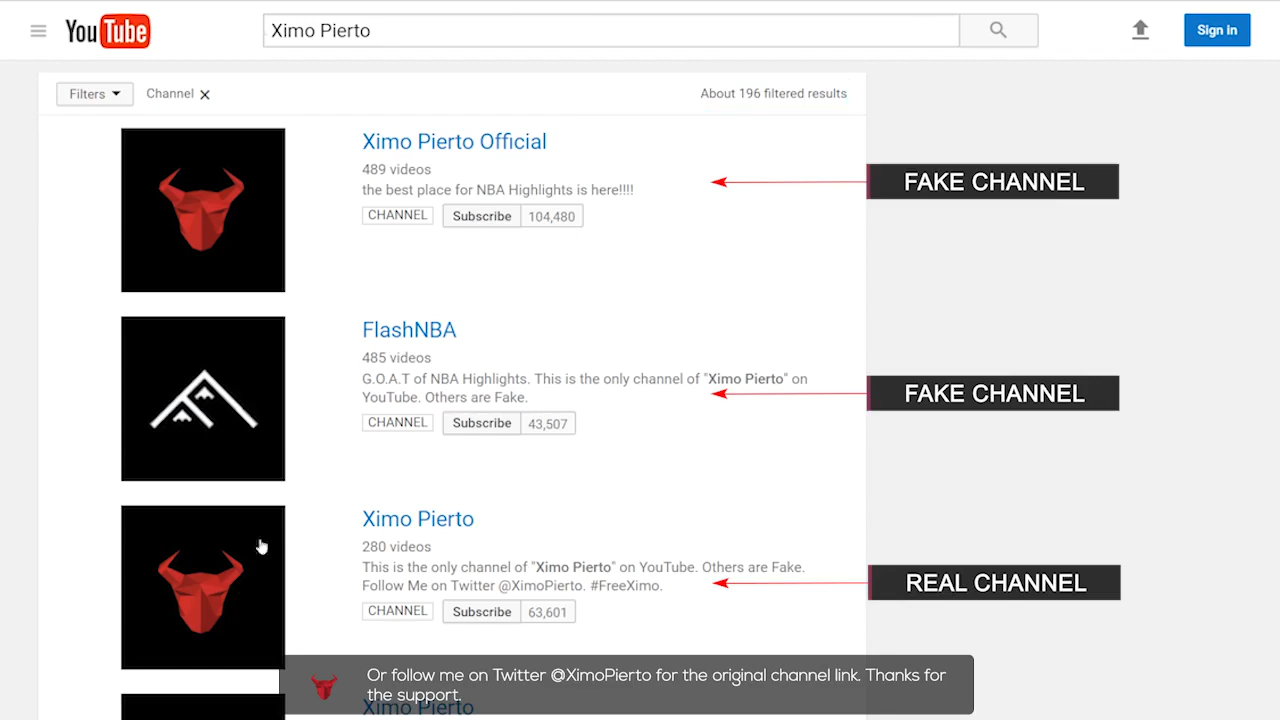 YouTube
Ximo Pierto
Sign in
Filters
Channel
About 196 filtered results
Ximo Pierto Official
489 videos
the best place for NBA Highlights is here!!!!
CHANNEL Subscribe 104,480
FAKE CHANNEL
FlashNBA
485 videos
G.O.A.T of NBA Highlights. This is the only channel of "Ximo Pierto" on
YouTube. Others are Fake.
CHANNEL Subscribe 43,507
FAKE CHANNEL
Ximo Pierto
280 videos
This is the only channel of "Ximo Pierto" on YouTube. Others are Fake.
Follow Me on Twitter @XimoPierto. #FreeXimo.
CHANNEL Subscribe 63,601
REAL CHANNEL
Or follow me on Twitter @XimoPierto for the original channel link. Thanks for
the support.
Ximo Pierto